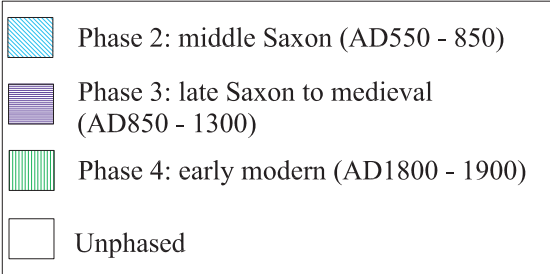 Phase 2: middle Saxon (AD550 - 850)
Phase 3: late Saxon to medieval
(AD850 - 1300)
Phase 4: early modern (AD1800 - 1900)
Unphased